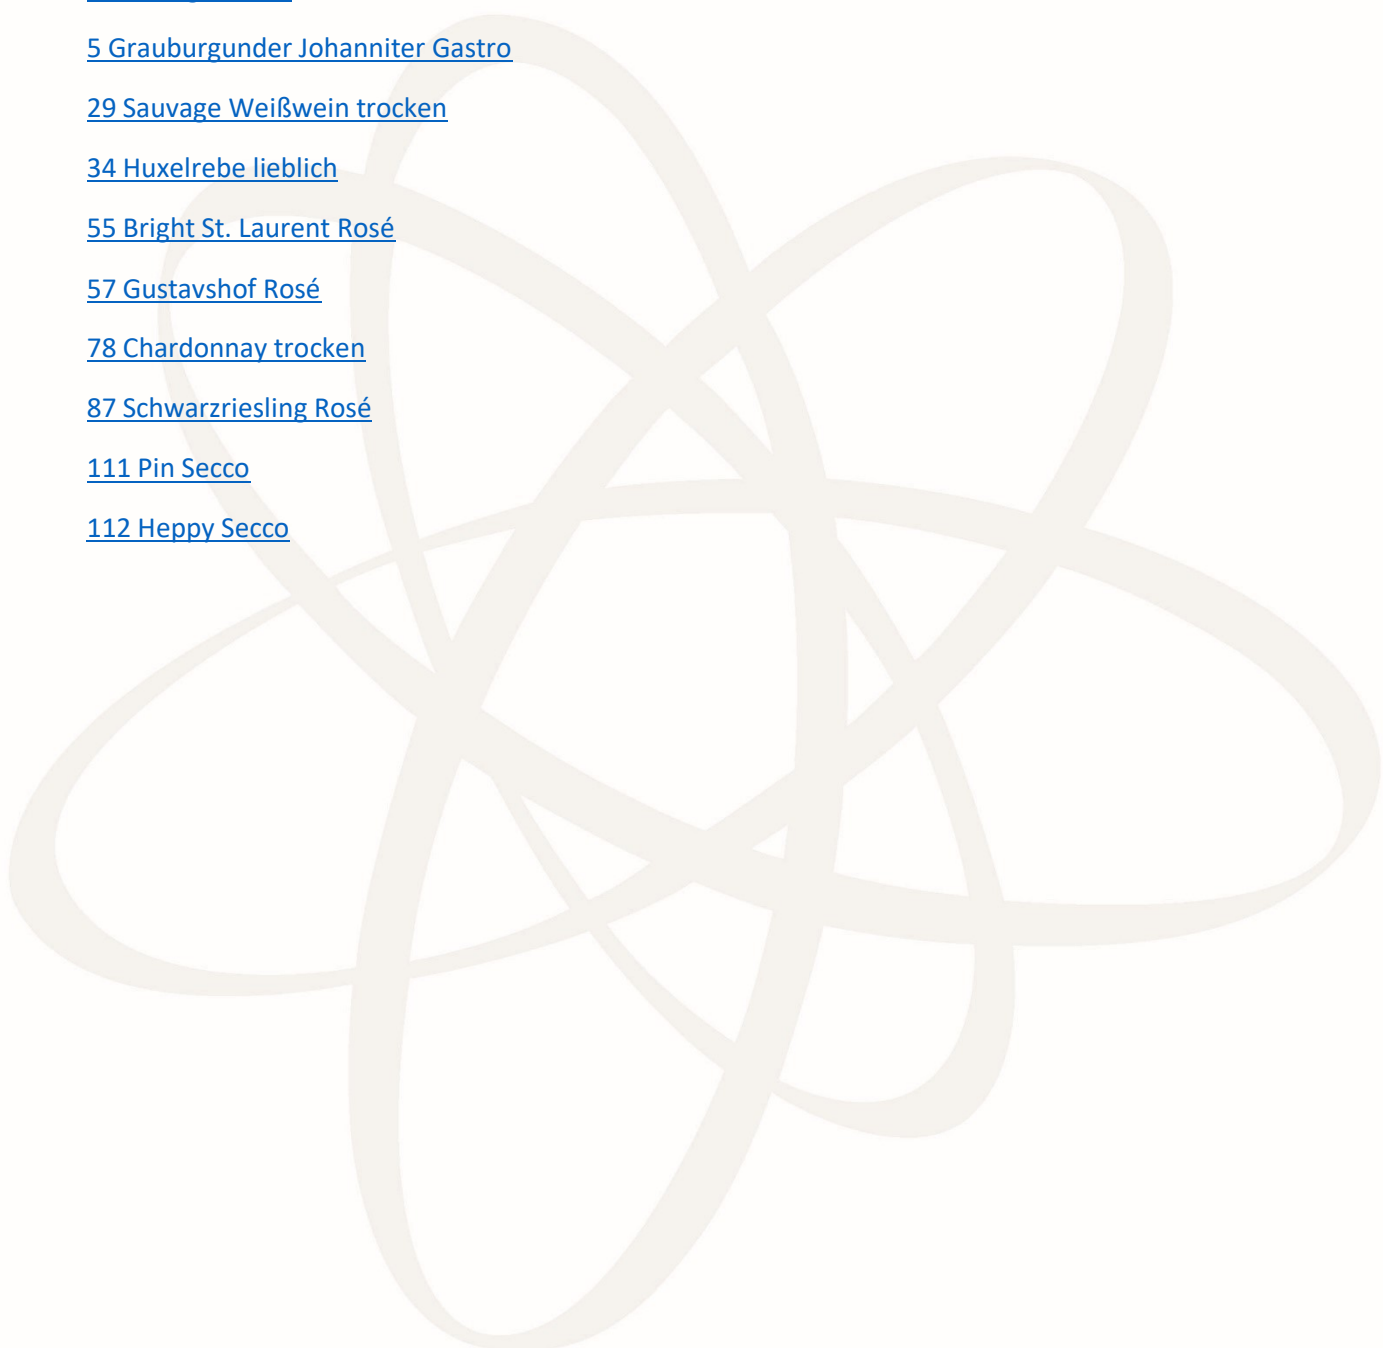 5 Grauburgunder Johanniter Gastro
29 Sauvage Weißwein trocken
34 Huxelrebe lieblich
55 Bright St. Laurent Rosé
57 Gustavshof Rosé
78 Chardonnay trocken
87 Schwarzriesling Rosé
111 Pin Secco
112 Heppy Secco